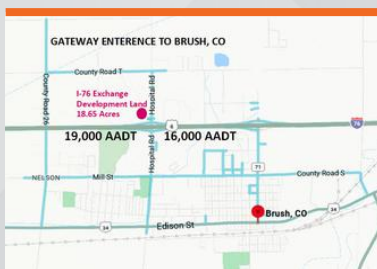 GATEWAY ENTERENCE TO BRUSH, CO
County Road T
County Road 26
Hospital Rd
I-76 Exchange
Development Land
18.65 Acres
6
76
19,000 AADT
16,000 AADT
Hospital Rd
71
NELSON
Mill St
County Road S
34
Brush, CO
34
Edison St